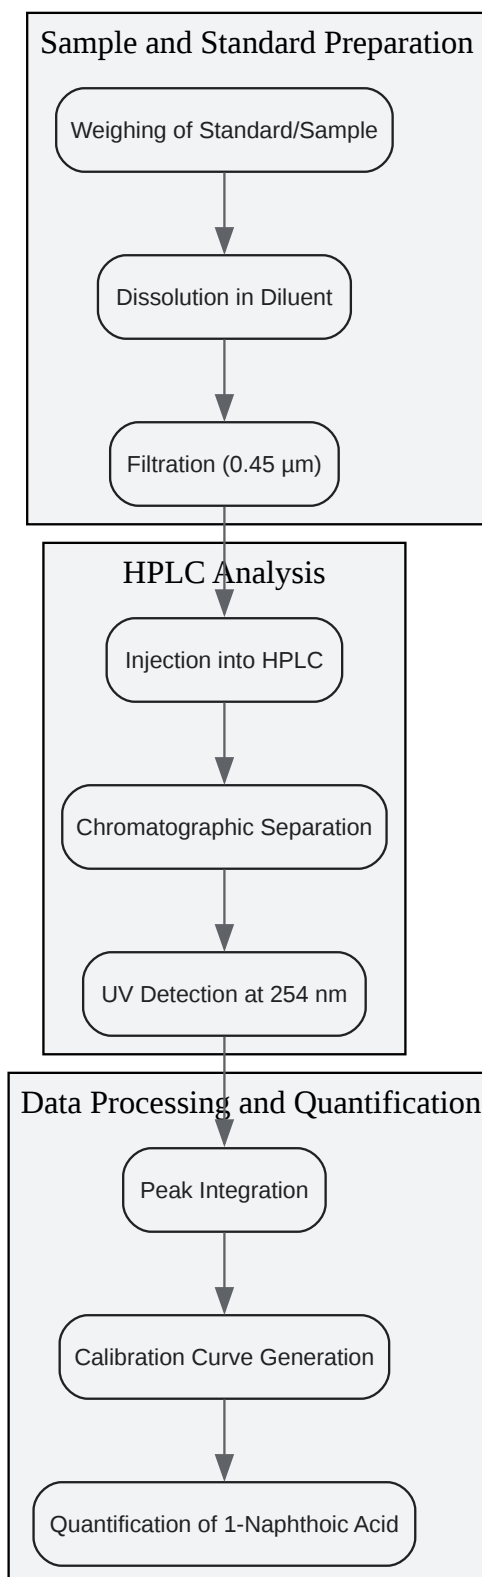 Sample and Standard Preparation
Weighing of Standard/Sample
Dissolution in Diluent
Filtration (0.45 µm)
HPLC Analysis
Injection into HPLC
Chromatographic Separation
UV Detection at 254 nm
Data Processing and Quantification
Peak Integration
Calibration Curve Generation
Quantification of 1-Naphthoic Acid